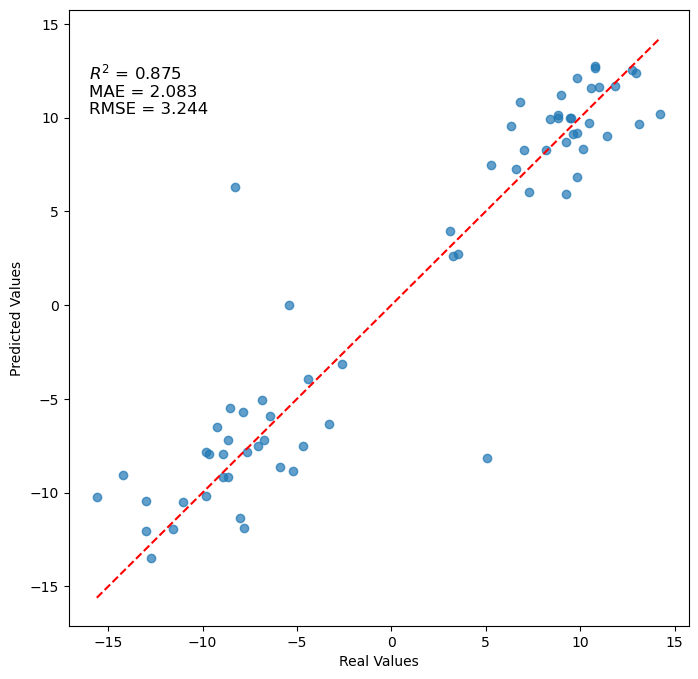 15
10
5
0
−5
−10
−15
R² = 0.875
MAE = 2.083
RMSE = 3.244
Predicted Values
−15 −10 −5 0 5 10 15
Real Values